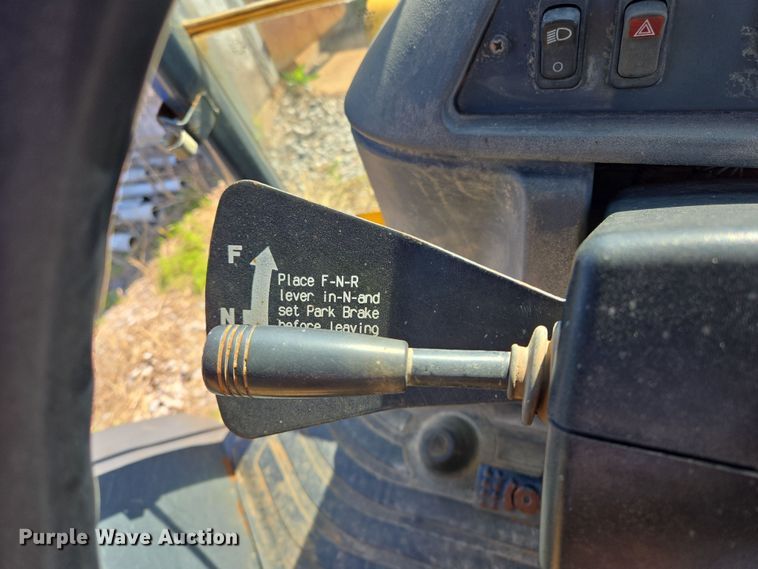 F
Place F-N-R
lever in-N-and
set Park Brake
before leaving
N
Purple Wave Auction